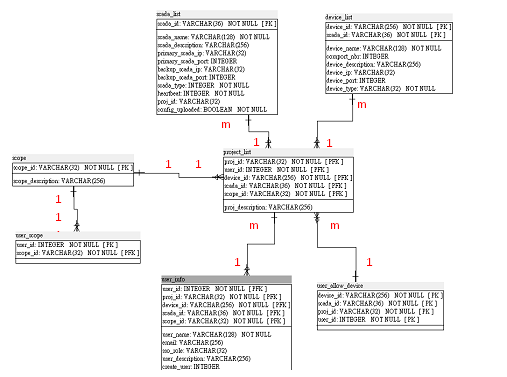 scada_list
scada_id: VARCHAR(36) NOT NULL [PK]
scada_name: VARCHAR(128) NOT NULL
scada_description: VARCHAR(256)
primary_scada_ip: VARCHAR(32)
primary_scada_port: INTEGER
backup_scada_ip: VARCHAR(32)
backup_scada_port: INTEGER
scada_type: INTEGER NOT NULL
heartbeat: INTEGER NOT NULL
proj_id: VARCHAR(32)
config_uploaded: BOOLEAN NOT NULL
device_list
device_id: VARCHAR(256) NOT NULL [PK]
scada_id: VARCHAR(36) NOT NULL [PK]
device_name: VARCHAR(128) NOT NULL
comport_nbr: INTEGER
device_description: VARCHAR(256)
device_ip: VARCHAR(32)
device_port: INTEGER
device_type: VARCHAR(32) NOT NULL
m
m
1
1
project_list
proj_id: VARCHAR(32) NOT NULL [PK]
user_id: INTEGER NOT NULL [PK]
device_id: VARCHAR(256) NOT NULL [PK]
scada_id: VARCHAR(36) NOT NULL [PK]
scope_id: VARCHAR(32) NOT NULL [PK]
proj_description: VARCHAR(256)
scope
scope_id: VARCHAR(32) NOT NULL [PK]
scope_description: VARCHAR(256)
1
1
1
1
user_scope
user_id: INTEGER NOT NULL [PK]
scope_id: VARCHAR(32) NOT NULL [PFK]
m
m
1
1
user_info
user_id: INTEGER NOT NULL [PFK]
proj_id: VARCHAR(32) NOT NULL [PFK]
device_id: VARCHAR(256) NOT NULL [PFK]
scada_id: VARCHAR(36) NOT NULL [PFK]
scope_id: VARCHAR(32) NOT NULL [PFK]
user_name: VARCHAR(128) NOT NULL
email: VARCHAR(256)
sso_role: VARCHAR(32)
user_description: VARCHAR(256)
create_user: INTEGER
user_allow_device
device_id: VARCHAR(256) NOT NULL [PK]
scada_id: VARCHAR(36) NOT NULL [PK]
proj_id: VARCHAR(32) NOT NULL [PK]
user_id: INTEGER NOT NULL [PK]